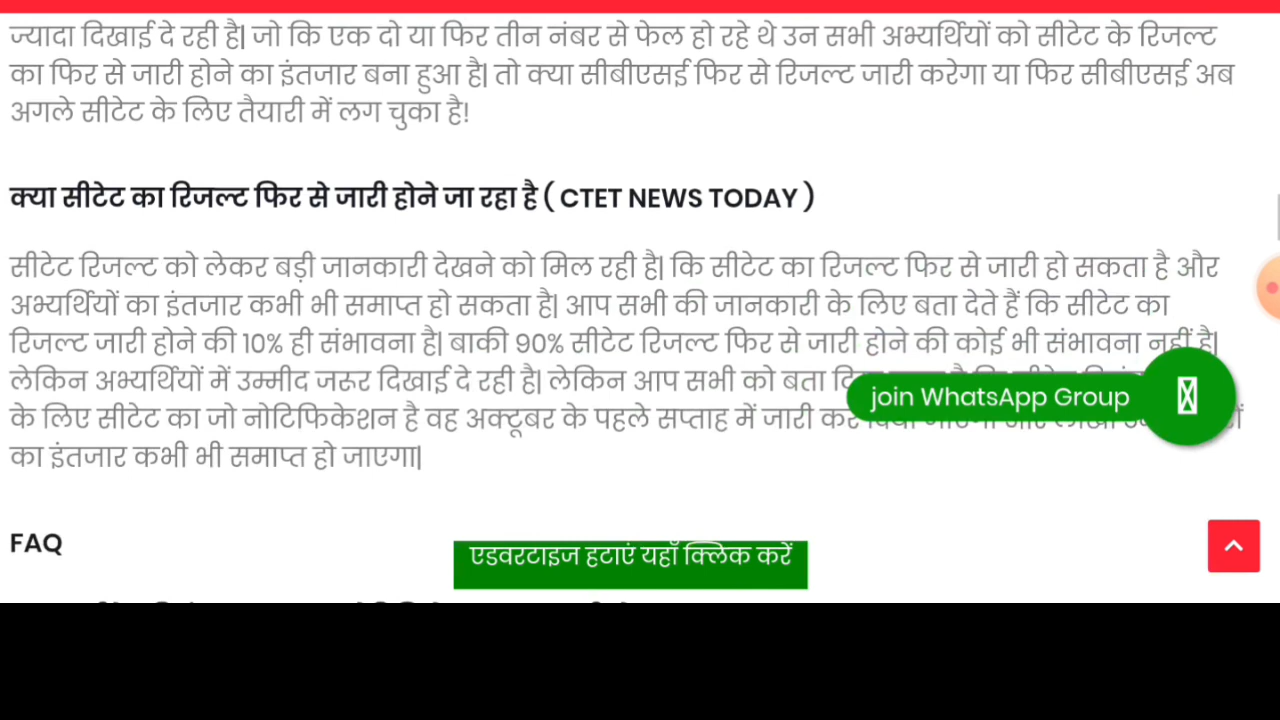 ज्यादा दिखाई दे रही है| जो कि एक दो या फिर तीन नंबर से फेल हो रहे थे उन सभी अभ्यर्थियों को सीटेट के रिजल्ट
का फिर से जारी होने का इंतजार बना हुआ है| तो क्या सीबीएसई फिर से रिजल्ट जारी करेगा या फिर सीबीएसई अब
अगले सीटेट के लिए तैयारी में लग चुका है!
क्या सीटेट का रिजल्ट फिर से जारी होने जा रहा है ( CTET NEWS TODAY )
सीटेट रिजल्ट को लेकर बड़ी जानकारी देखने को मिल रही है| कि सीटेट का रिजल्ट फिर से जारी हो सकता है और
अभ्यर्थियों का इंतजार कभी भी समाप्त हो सकता है| आप सभी की जानकारी के लिए बता देते हैं कि सीटेट का
रिजल्ट जारी होने की 10% ही संभावना है| बाकी 90% सीटेट रिजल्ट फिर से जारी होने की कोई भी संभावना नहीं है|
लेकिन अभ्यर्थियों में उम्मीद जरूर दिखाई दे रही है| लेकिन आप सभी को बता
join WhatsApp Group
के लिए सीटेट का जो नोटिफिकेशन है वह अक्टूबर के पहले सप्ताह में जारी कर
का इंतजार कभी भी समाप्त हो जाएगा|
FAQ
एडवरटाइज हटाएं यहाँ क्लिक करें